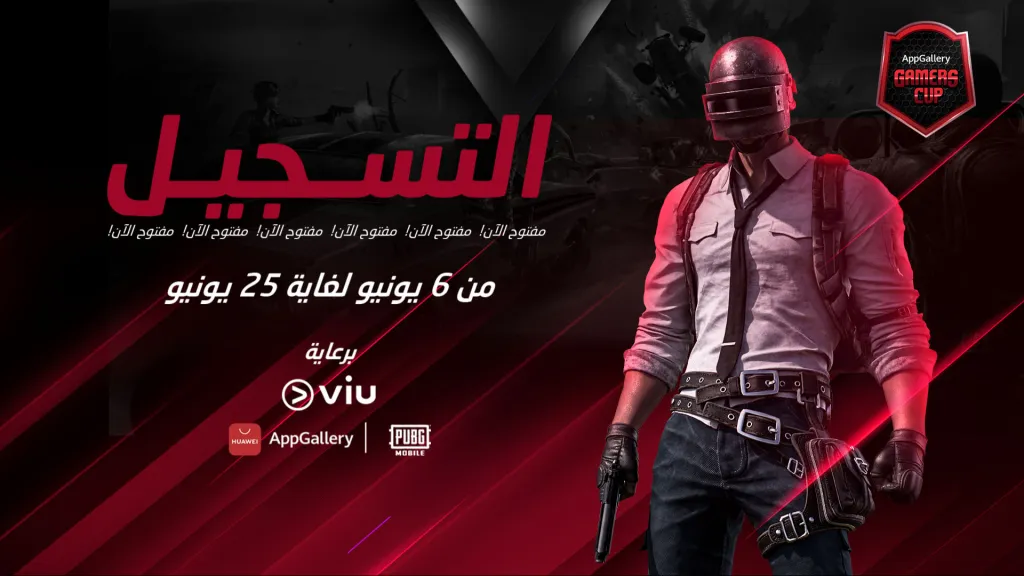 AppGallery
GAMERS
CUP
التسجيل
مفتوح الآن! مفتوح الآن! مفتوح الآن! مفتوح الآن! مفتوح الآن! مفتوح الآن!
من 6 يونيو لغاية 25 يونيو
برعاية
viu
HUAWEI AppGallery | PUBG MOBILE